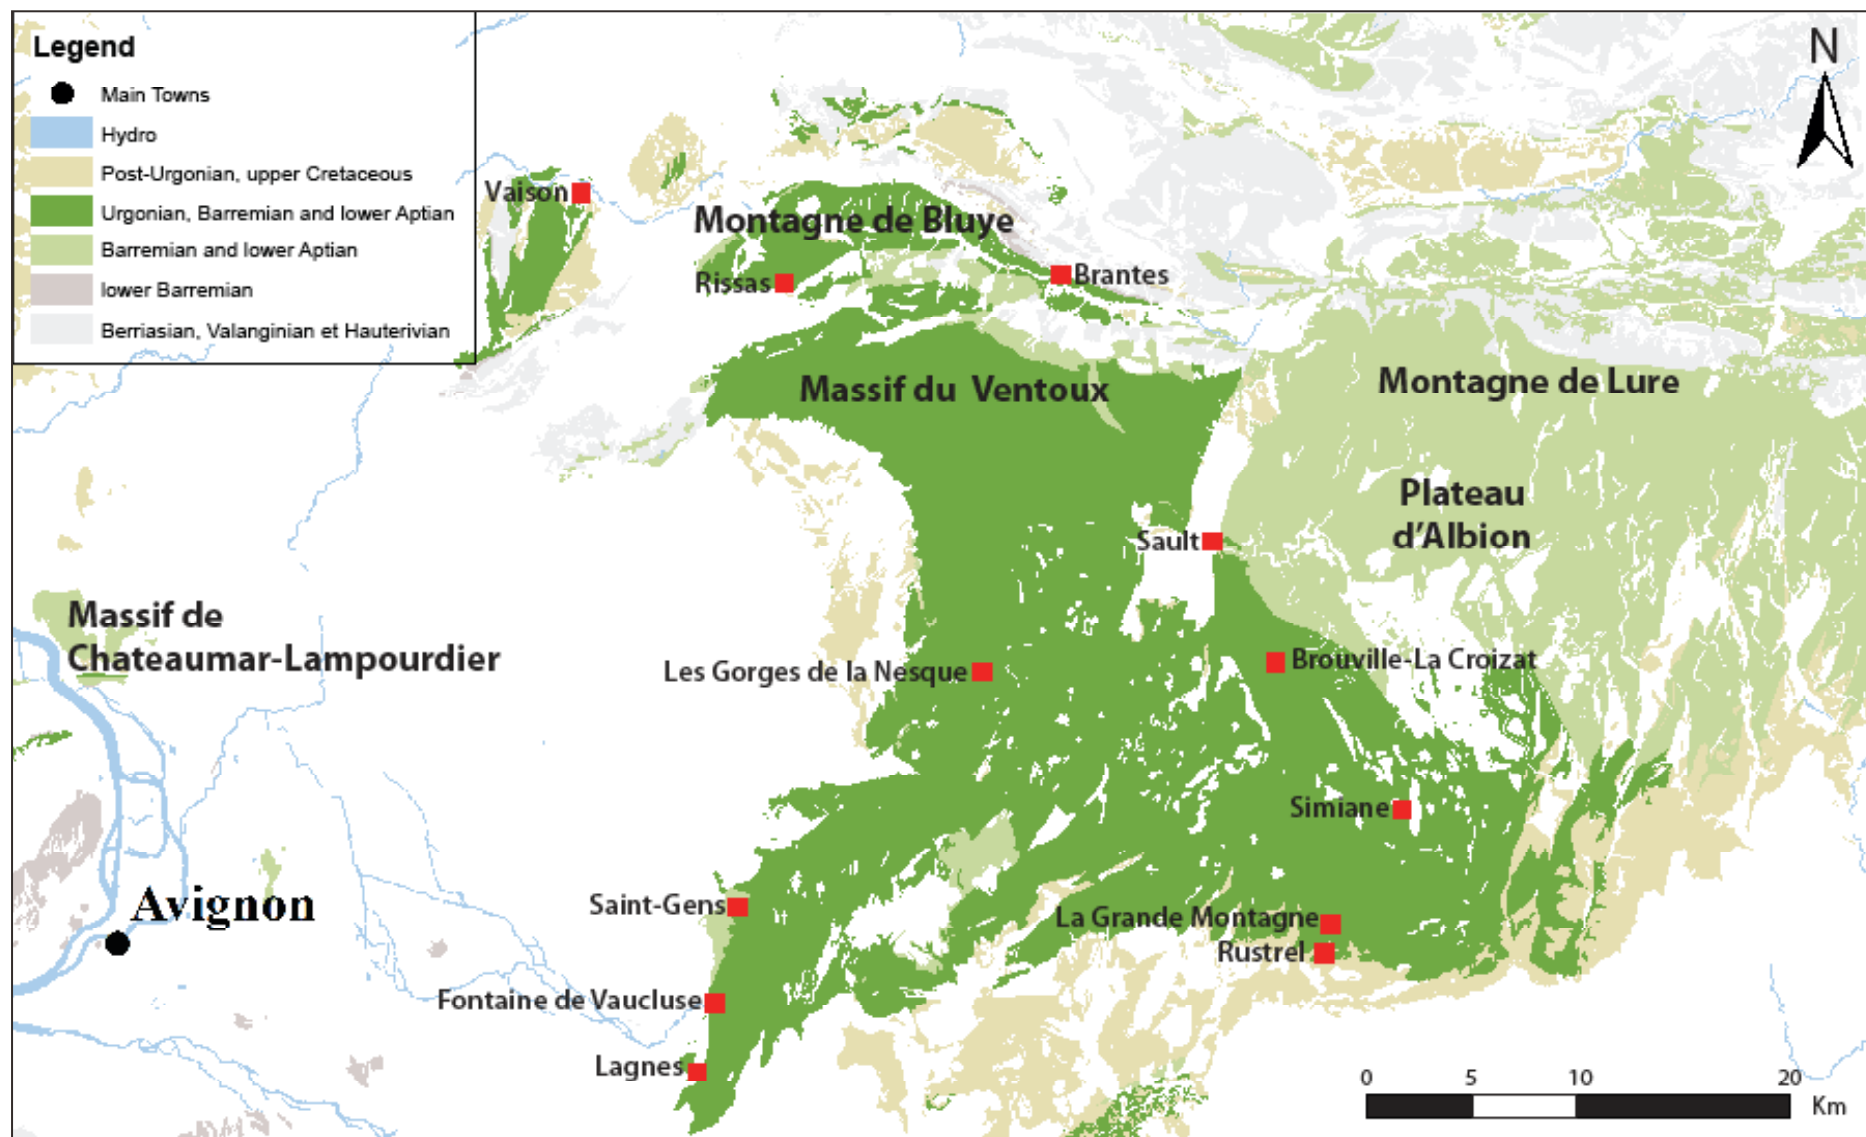 Legend
Main Towns
Hydro
Post-Urgonian, upper Cretaceous
Urgonian, Barremian and lower Aptian
Barremian and lower Aptian
lower Barremian
Berriasian, Valanginian et Hauterivian
N
Vaison
Montagne de Bluye
Rissas
Brantes
Massif du Ventoux
Montagne de Lure
Plateau
d'Albion
Sault
Massif de
Chateaumar-Lampourdier
Les Gorges de la Nesque
Brouville-La Croizat
Simiane
Avignon
Saint-Gens
La Grande Montagne
Rustrel
Fontaine de Vaucluse
Lagnes
0 5 10 20
Km